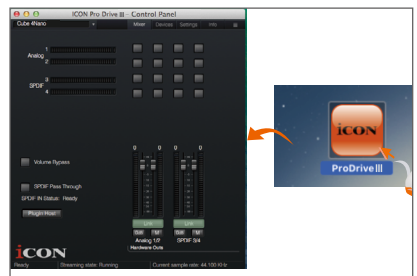 ICON Pro Drive III - Control Panel
Cube 4Nano
Mixer Devices Settings Info
Analog
1
2
SPDIF
3
4
0 0 0 0
Volume Bypass
SPDIF Pass Through
SPDIF IN Status: Ready
Plugin Host
Link Link
M M
Analog 1/2 SPDIF 3/4
Hardware Outs
icon
Ready Streaming state: Running Current sample rate: 44.100 KHz
icon
ProDrive III